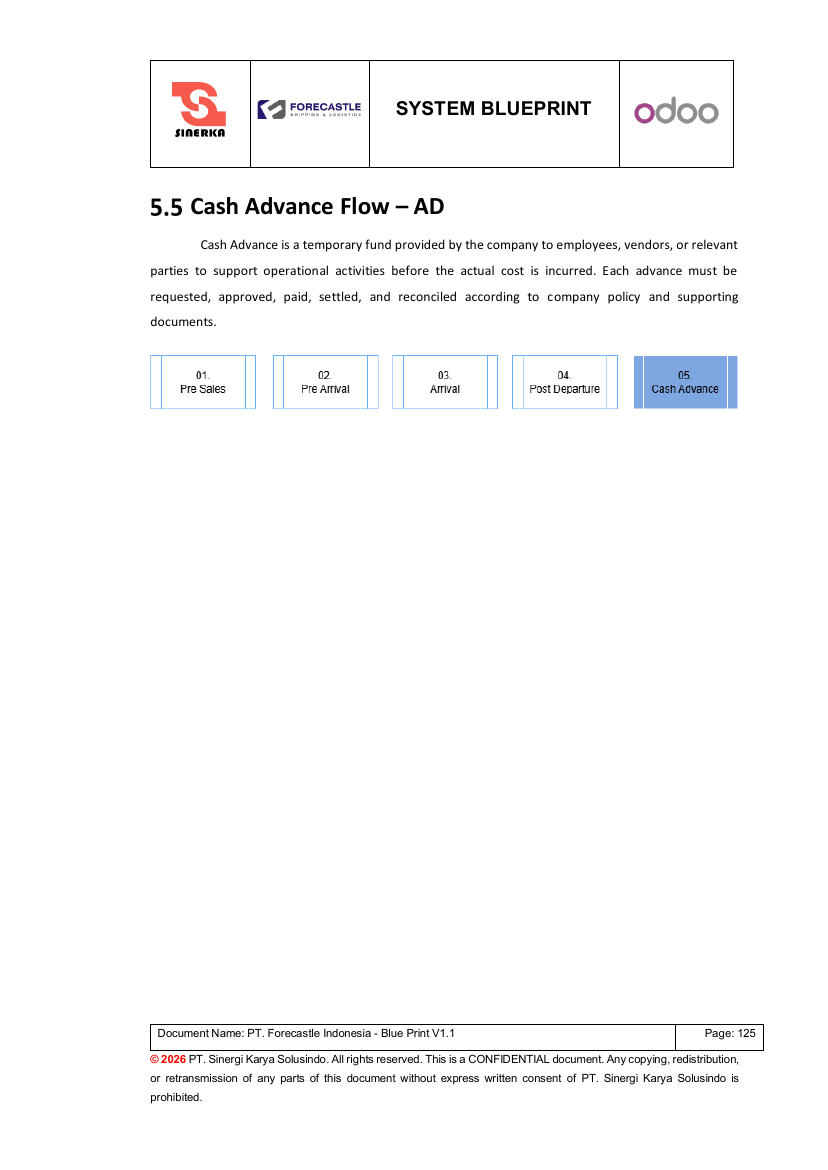 SINERKA
FORECASTLE
SHIPPING & LOGISTICS
SYSTEM BLUEPRINT
odoo
5.5 Cash Advance Flow – AD
Cash Advance is a temporary fund provided by the company to employees, vendors, or relevant
parties to support operational activities before the actual cost is incurred. Each advance must be
requested, approved, paid, settled, and reconciled according to company policy and supporting
documents.
01.
Pre Sales
02.
Pre Arrival
03.
Arrival
04.
Post Departure
05.
Cash Advance
Document Name: PT. Forecastle Indonesia - Blue Print V1.1
Page: 125
© 2026 PT. Sinergi Karya Solusindo. All rights reserved. This is a CONFIDENTIAL document. Any copying, redistribution,
or retransmission of any parts of this document without express written consent of PT. Sinergi Karya Solusindo is
prohibited.